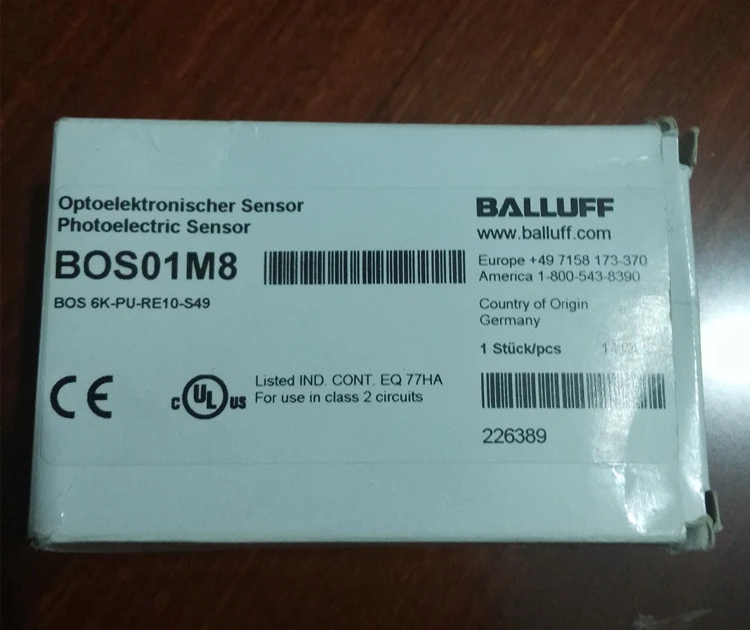 Optoelektronischer Sensor
Photoelectric Sensor
BOS01M8
BOS 6K-PU-RE10-S49
CE
c UL us
Listed IND. CONT. EQ 77HA
For use in class 2 circuits
BALLUFF
www.balluff.com
Europe +49 7158 173-370
America 1-800-543-8390
Country of Origin
Germany
1 Stück/pcs
226389